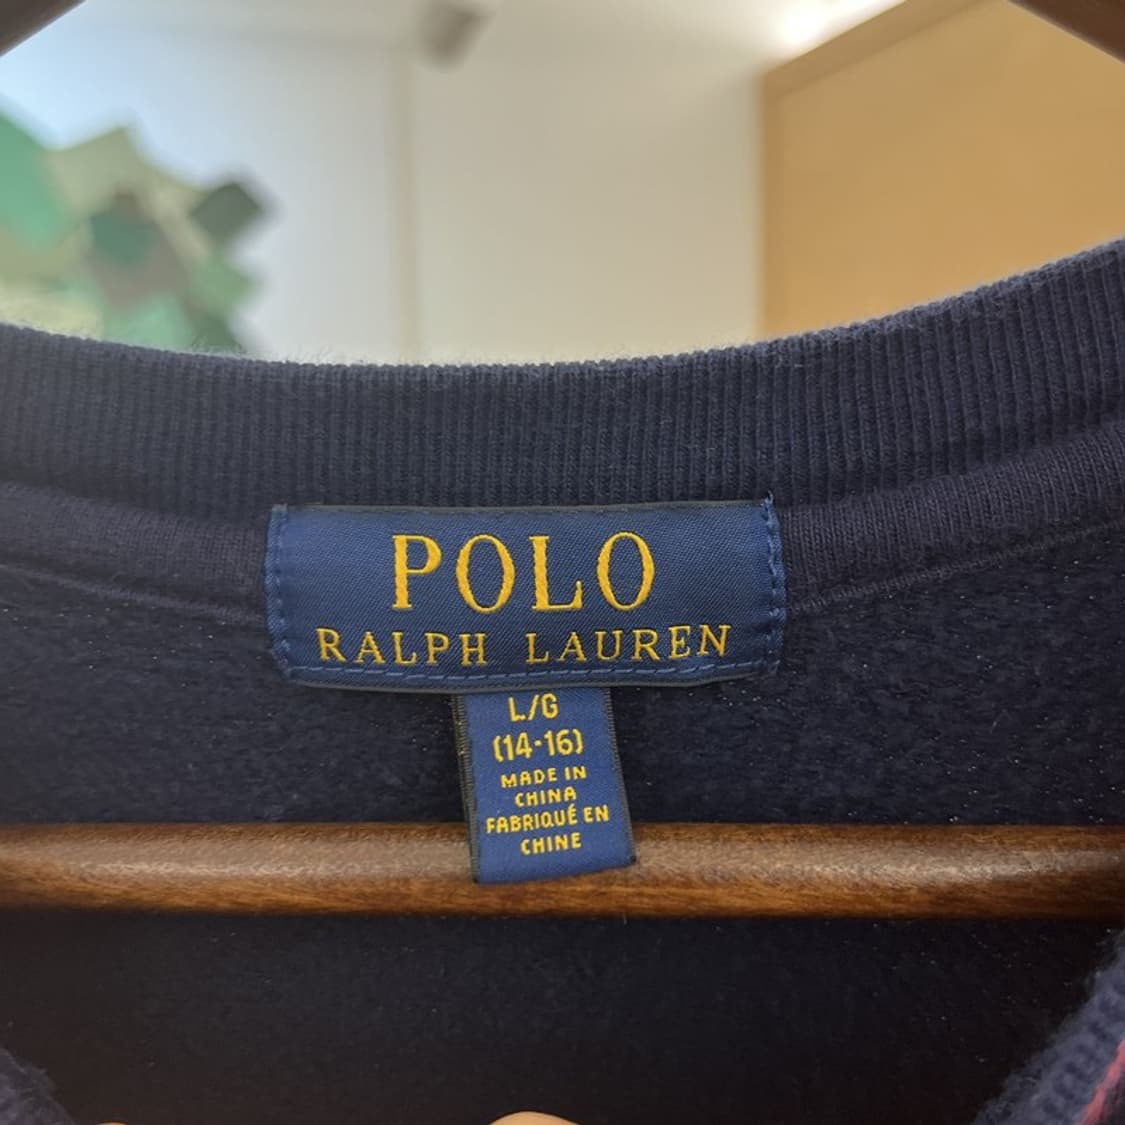 POLO
RALPH LAUREN
L/G
(14-16)
MADE IN
CHINA
FABRIQUÉ EN
CHINE